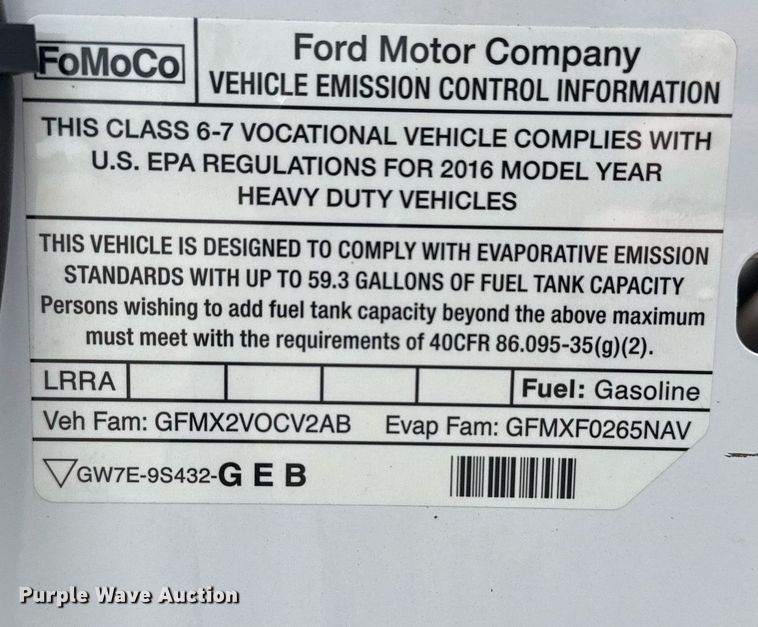 FoMoCo
Ford Motor Company
VEHICLE EMISSION CONTROL INFORMATION
THIS CLASS 6-7 VOCATIONAL VEHICLE COMPLIES WITH
U.S. EPA REGULATIONS FOR 2016 MODEL YEAR
HEAVY DUTY VEHICLES
THIS VEHICLE IS DESIGNED TO COMPLY WITH EVAPORATIVE EMISSION
STANDARDS WITH UP TO 59.3 GALLONS OF FUEL TANK CAPACITY
Persons wishing to add fuel tank capacity beyond the above maximum
must meet with the requirements of 40CFR 86.095-35(g)(2).
LRRA Fuel: Gasoline
Veh Fam: GFMX2VOCV2AB Evap Fam: GFMXF0265NAV
GW7E-9S432-G E B
Purple Wave Auction